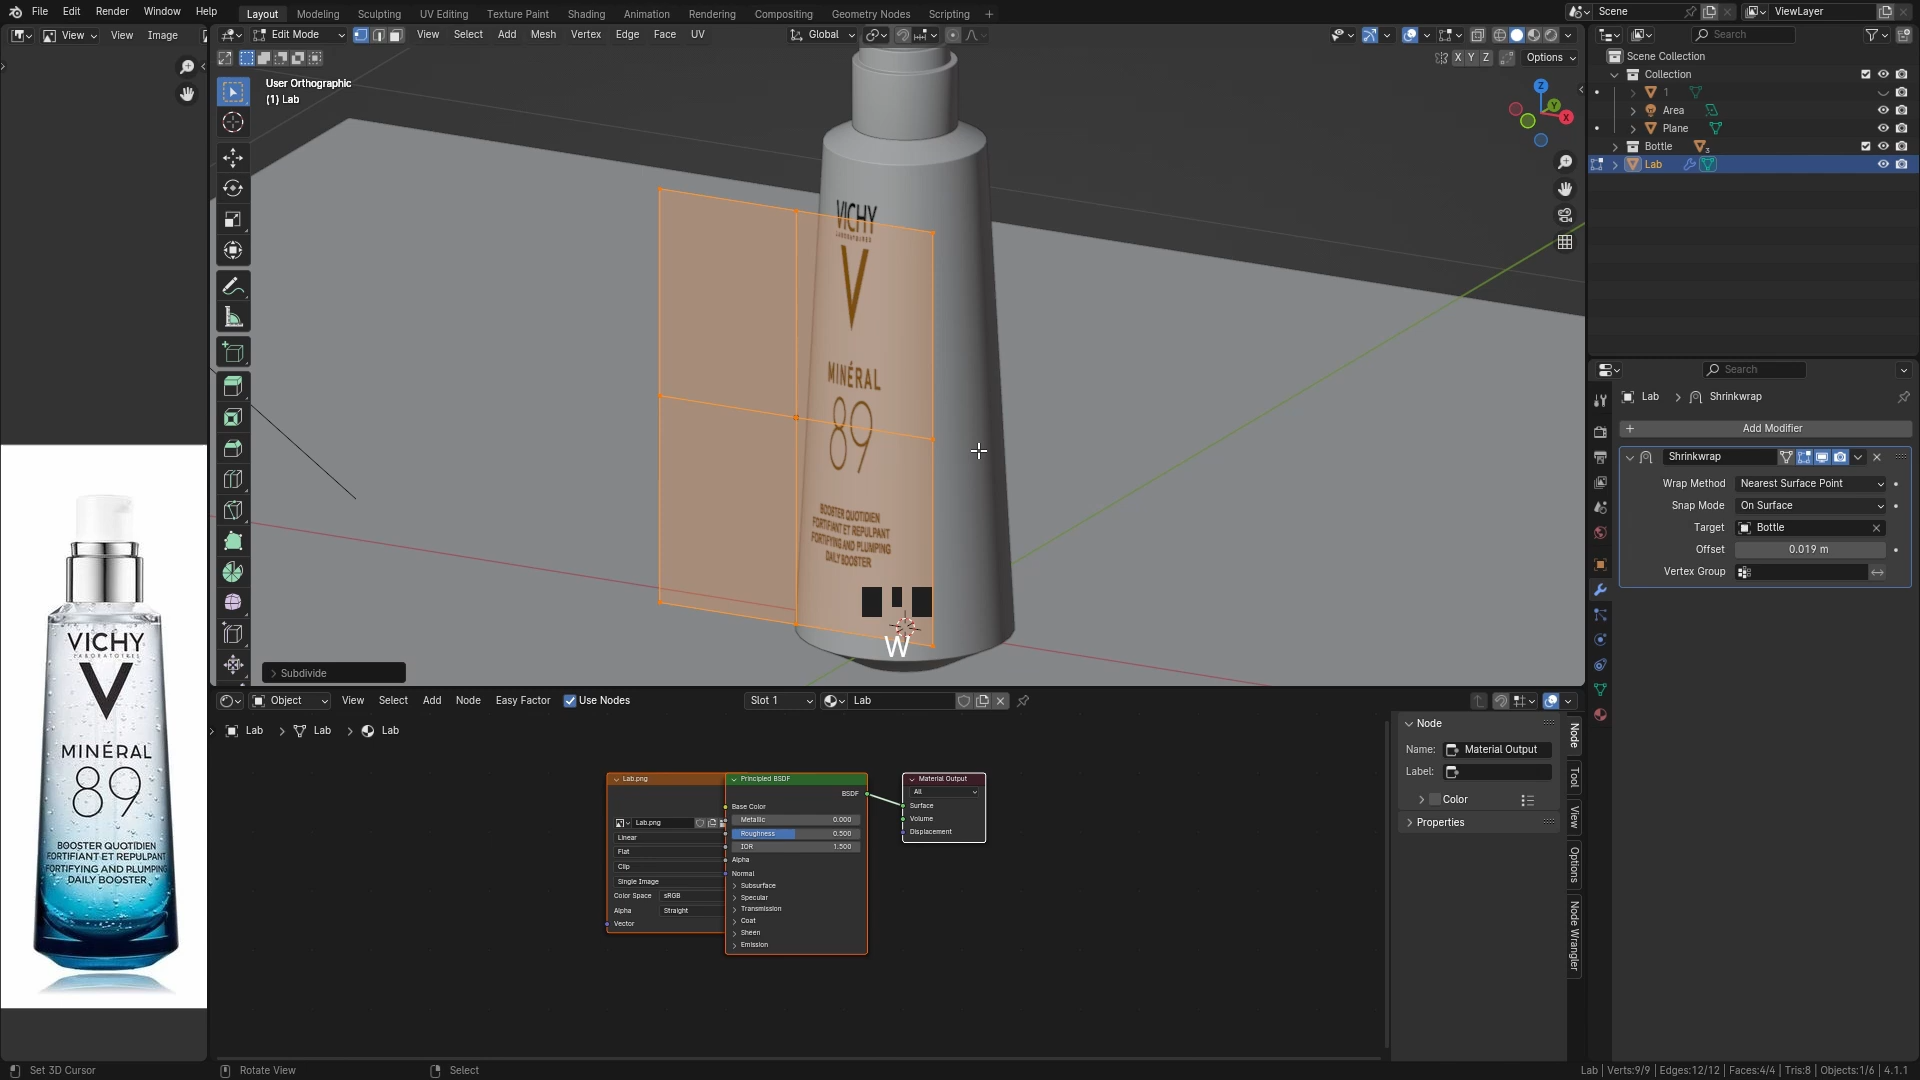 File Edit Render Window Help
Layout Modeling Sculpting UV Editing Texture Paint Shading Animation Rendering Compositing Geometry Nodes Scripting +
Scene ViewLayer
View View Image
Edit Mode View Select Add Mesh Vertex Edge Face UV
Global
X Y Z Options
User Orthographic
(1) Lab
Z Y X
VICHY
LABORATOIRES
V
MINÉRAL
89
BOOSTER QUOTIDIEN
FORTIFIANT ET REPULPANT
FORTIFYING AND PLUMPING
DAILY BOOSTER
W
Subdivide
VICHY
LABORATOIRES
V
MINÉRAL
89
BOOSTER QUOTIDIEN
FORTIFIANT ET REPULPANT
FORTIFYING AND PLUMPING
DAILY BOOSTER
Search
Scene Collection
Collection
1
Area
Plane
Bottle 3
Lab
Search
Lab > Shrinkwrap
+ Add Modifier
Shrinkwrap
Wrap Method Nearest Surface Point
Snap Mode On Surface
Target Bottle
Offset 0.019 m
Vertex Group
Object View Select Add Node Easy Factor Use Nodes Slot 1 Lab
Lab > Lab > Lab
Lab.png
Lab.png
Linear
Flat
Clip
Single Image
Color Space sRGB
Alpha Straight
Vector
Principled BSDF
BSDF
Base Color
Metallic 0.000
Roughness 0.500
IOR 1.500
Alpha
Normal
Subsurface
Specular
Transmission
Coat
Sheen
Emission
Material Output
All
Surface
Volume
Displacement
Node
Name: Material Output
Label:
Color
Properties
Node
Tool
View
Options
Node Wrangler
Set 3D Cursor Rotate View Select
Lab | Verts:9/9 | Edges:12/12 | Faces:4/4 | Tris:8 | Objects:1/6 | 4.1.1